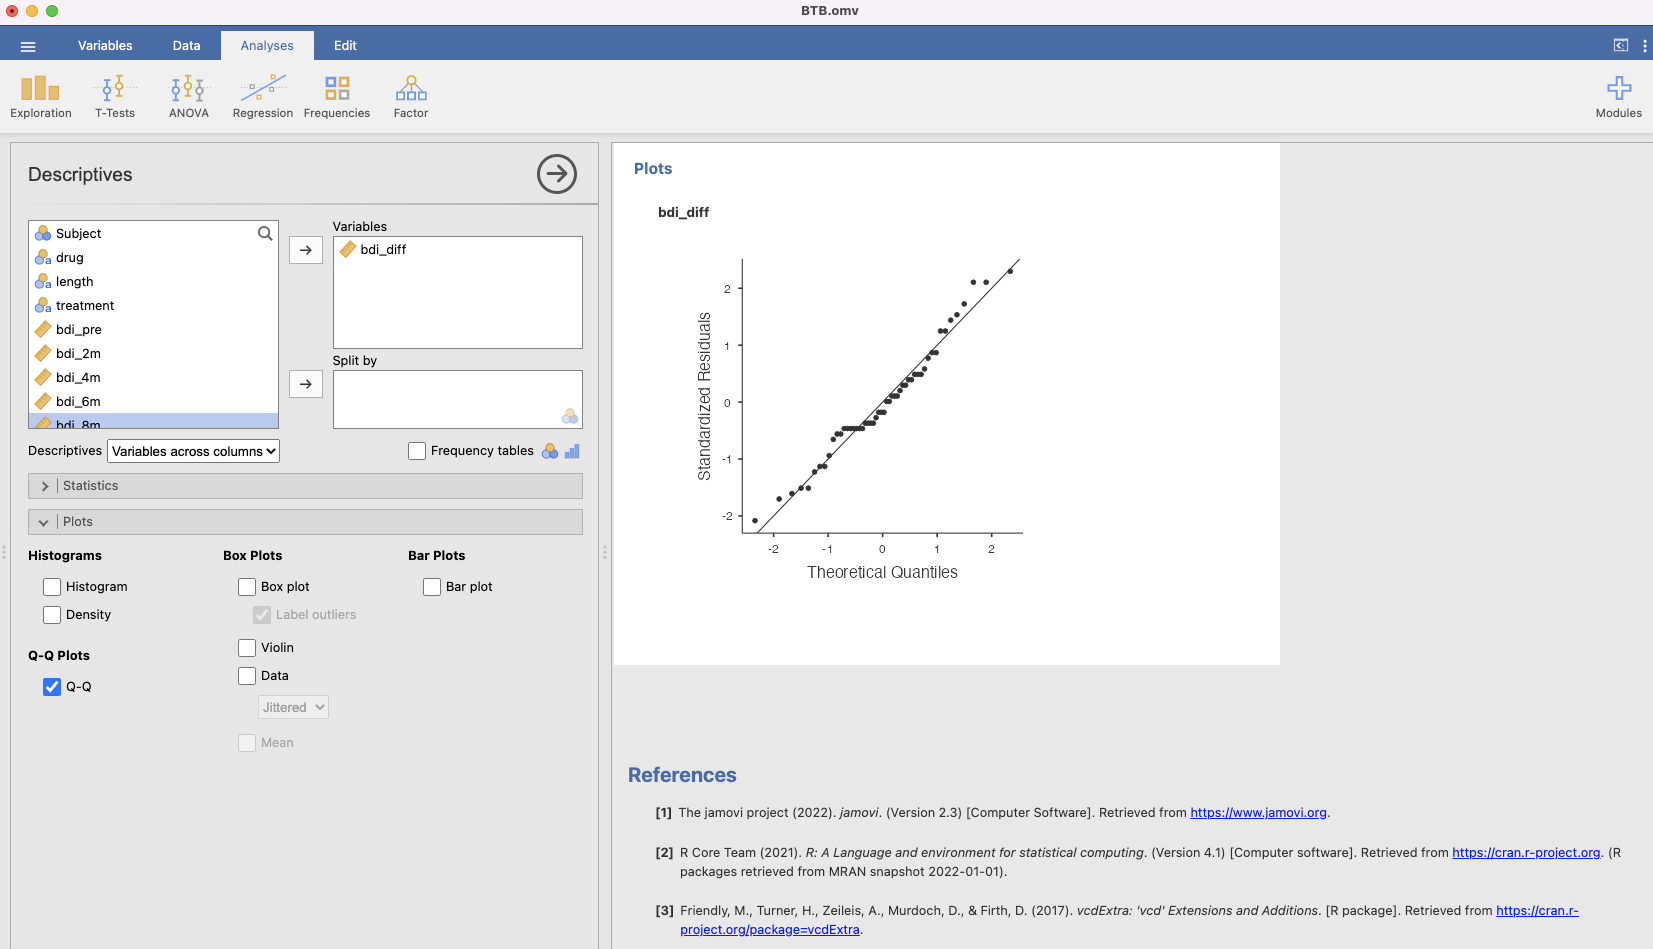 BTB.omv
Variables Data Analyses Edit
Exploration T-Tests ANOVA Regression Frequencies Factor Modules
Descriptives
Subject
drug
length
treatment
bdi_pre
bdi_2m
bdi_4m
bdi_6m
bdi_8m
Variables
bdi_diff
Split by
Descriptives Variables across columns Frequency tables
Statistics
Plots
Histograms Box Plots Bar Plots
Histogram Box plot Bar plot
Density Label outliers
Violin
Q-Q Plots
Data
Q-Q
Jittered
Mean
Plots
bdi_diff
Standardized Residuals
2
1
0
-1
-2
-2 -1 0 1 2
Theoretical Quantiles
References
[1] The jamovi project (2022). jamovi. (Version 2.3) [Computer Software]. Retrieved from https://www.jamovi.org.
[2] R Core Team (2021). R: A Language and environment for statistical computing. (Version 4.1) [Computer software]. Retrieved from https://cran.r-project.org. (R
packages retrieved from MRAN snapshot 2022-01-01).
[3] Friendly, M., Turner, H., Zeileis, A., Murdoch, D., & Firth, D. (2017). vcdExtra: 'vcd' Extensions and Additions. [R package]. Retrieved from https://cran.r-
project.org/package=vcdExtra.